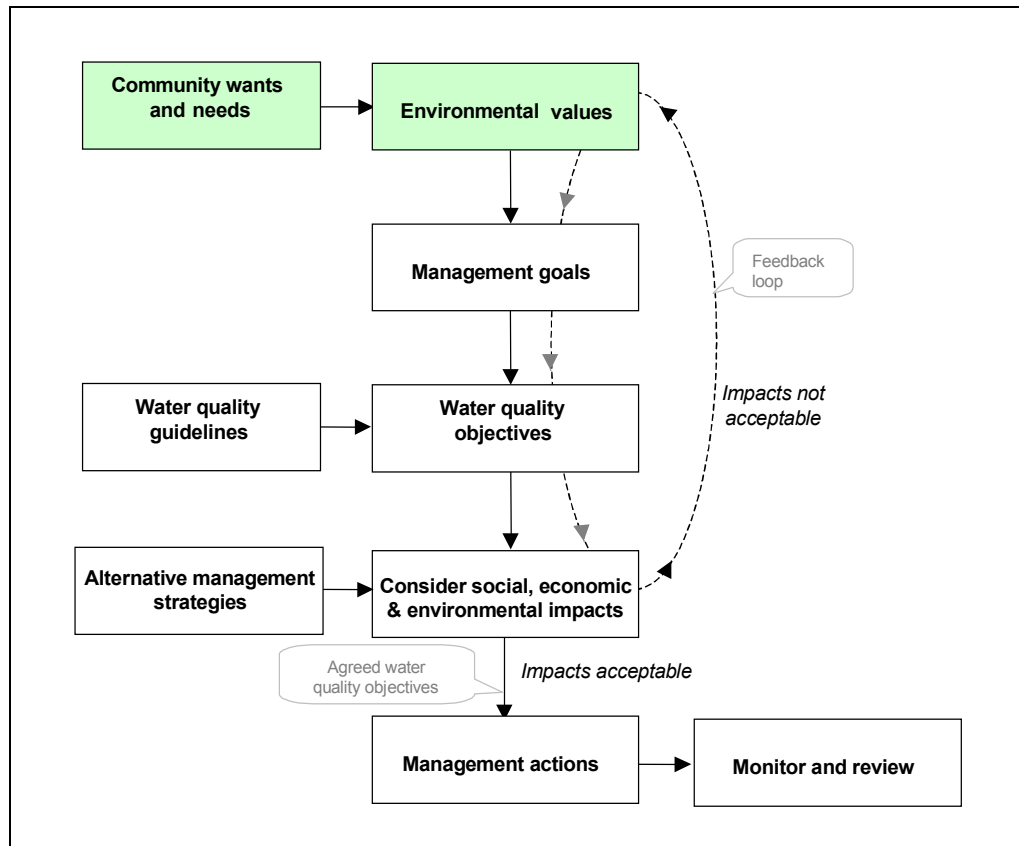 Community wants
and needs
Environmental values
Management goals
Feedback
loop
Water quality
guidelines
Water quality
objectives
Impacts not
acceptable
Alternative management
strategies
Consider social, economic
& environmental impacts
Agreed water
quality objectives
Impacts acceptable
Management actions
Monitor and review